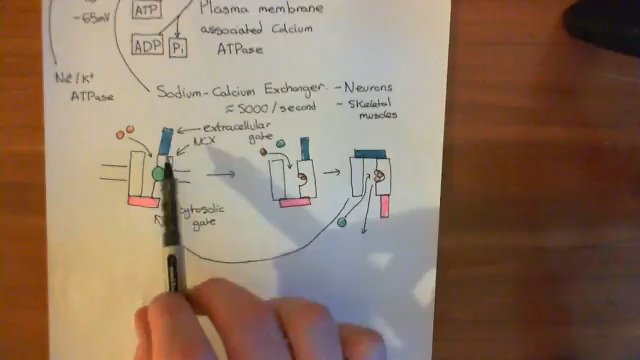 ATP
Plasma membrane
~65mV
associated Calcium
ADP
Pi
ATPase
Na⁺/K⁺
ATPase
Sodium-Calcium Exchanger. - Neurons
≈ 5000/second - Skeletal
muscles
extracellular
gate
NCX
cytosolic
gate